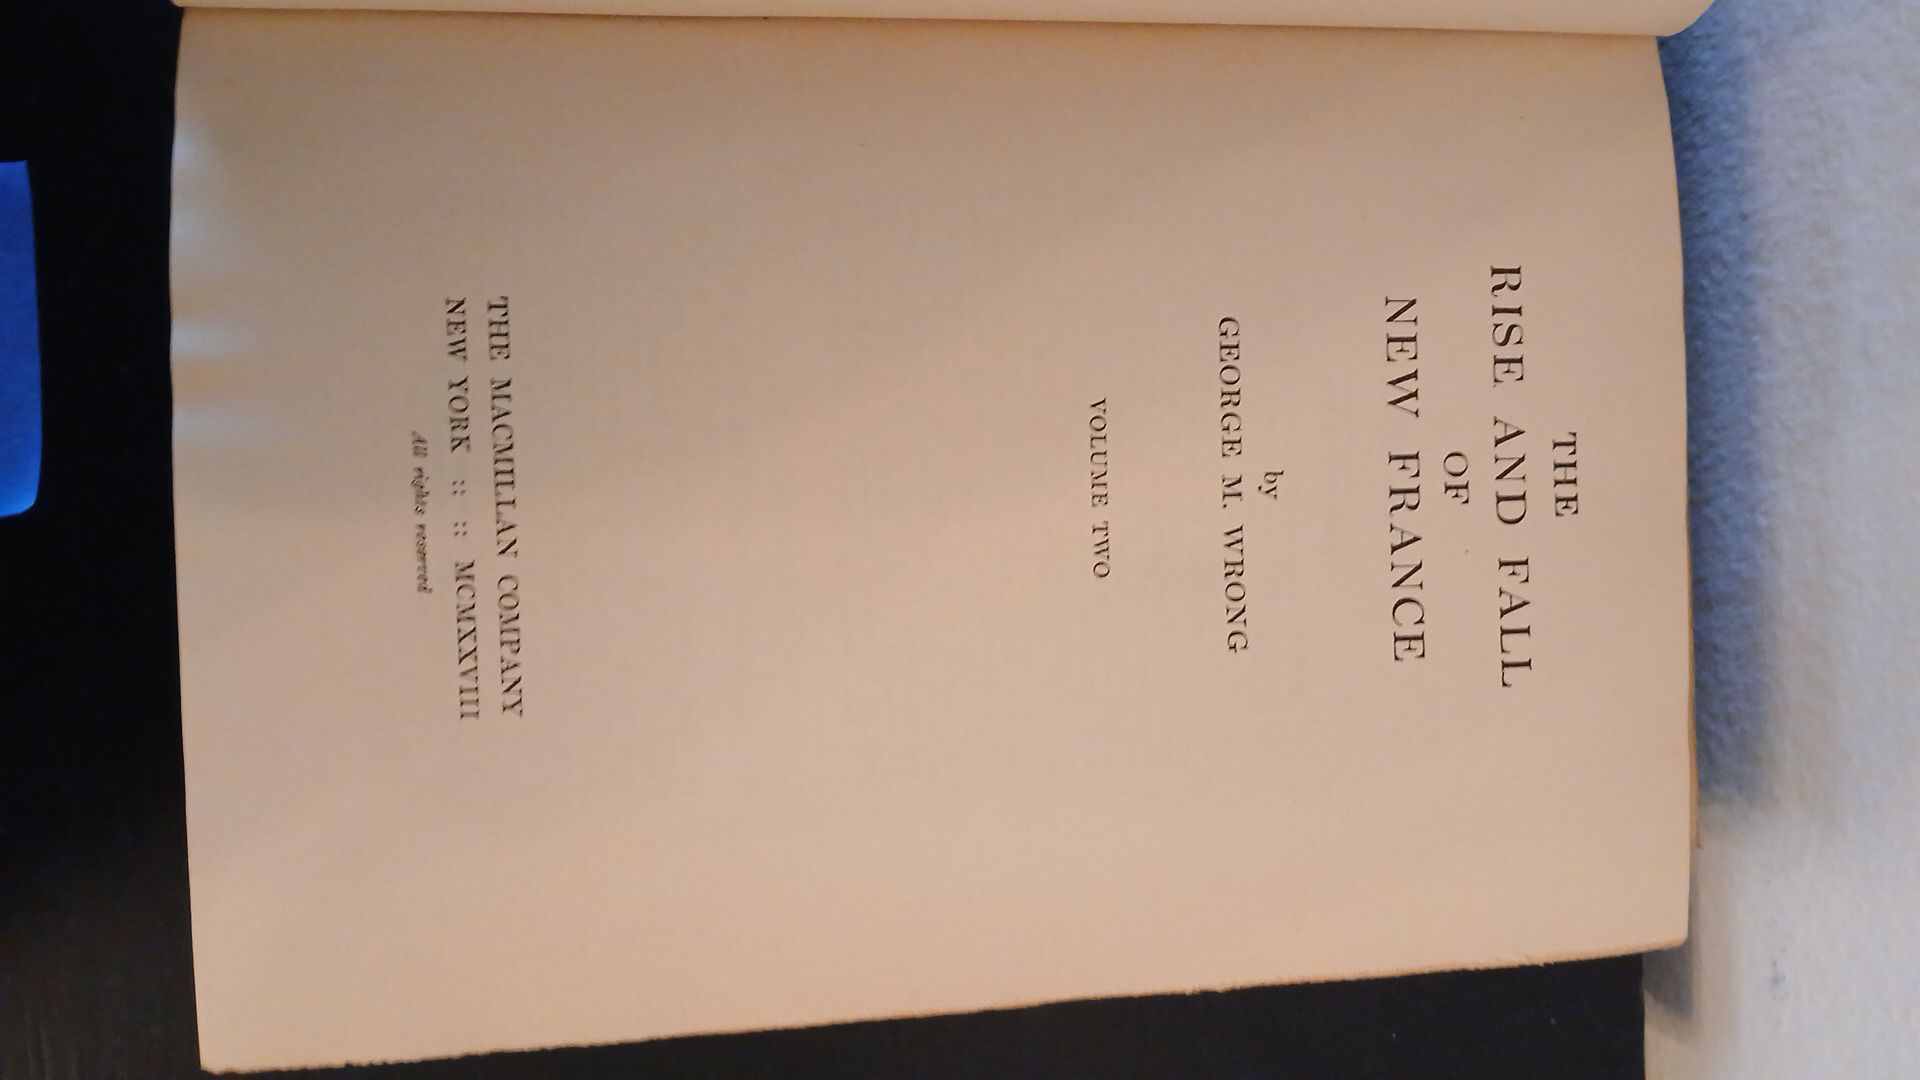 THE
RISE AND FALL
OF
NEW FRANCE
by
GEORGE M. WRONG
VOLUME TWO
THE MACMILLAN COMPANY
NEW YORK :: :: MCMXXVIII
All rights reserved